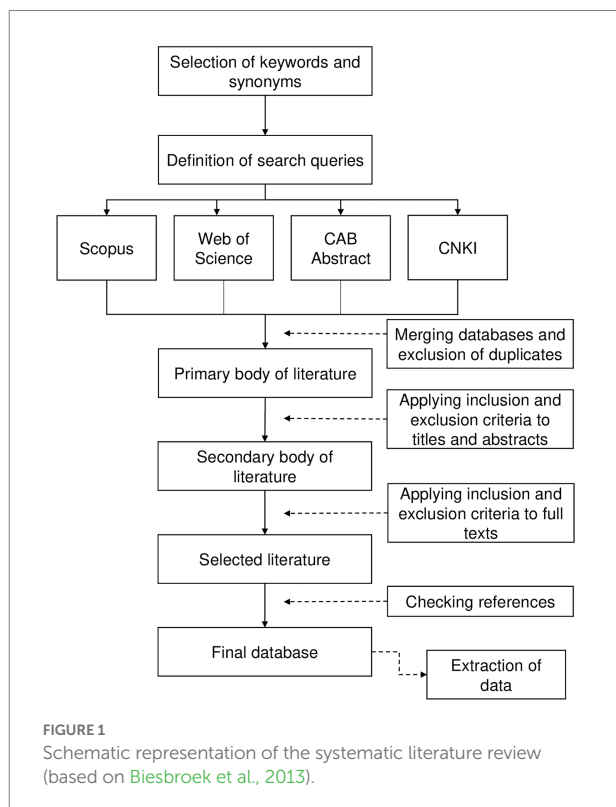 Selection of keywords and
synonyms
Definition of search queries
Scopus
Web of
Science
CAB
Abstract
CNKI
Merging databases and
exclusion of duplicates
Primary body of literature
Applying inclusion and
exclusion criteria to
titles and abstracts
Secondary body of
literature
Applying inclusion and
exclusion criteria to full
texts
Selected literature
Checking references
Final database
Extraction of
data
FIGURE 1
Schematic representation of the systematic literature review
(based on Biesbroek et al., 2013).